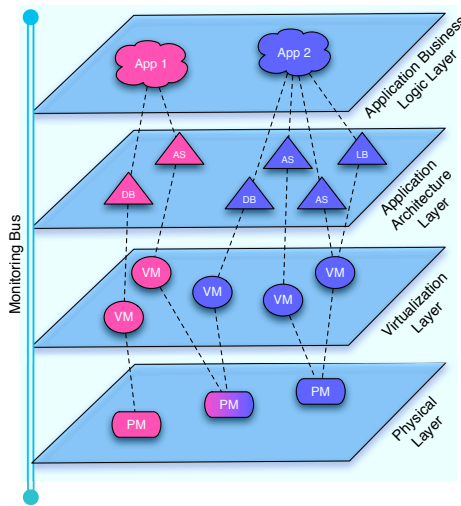 App 1
App 2
Application Business
Logic Layer
AS
DB
AS
LB
DB
AS
Application
Architecture
Layer
VM
VM
VM
VM
VM
Virtualization
Layer
PM
PM
PM
Physical
Layer
Monitoring Bus